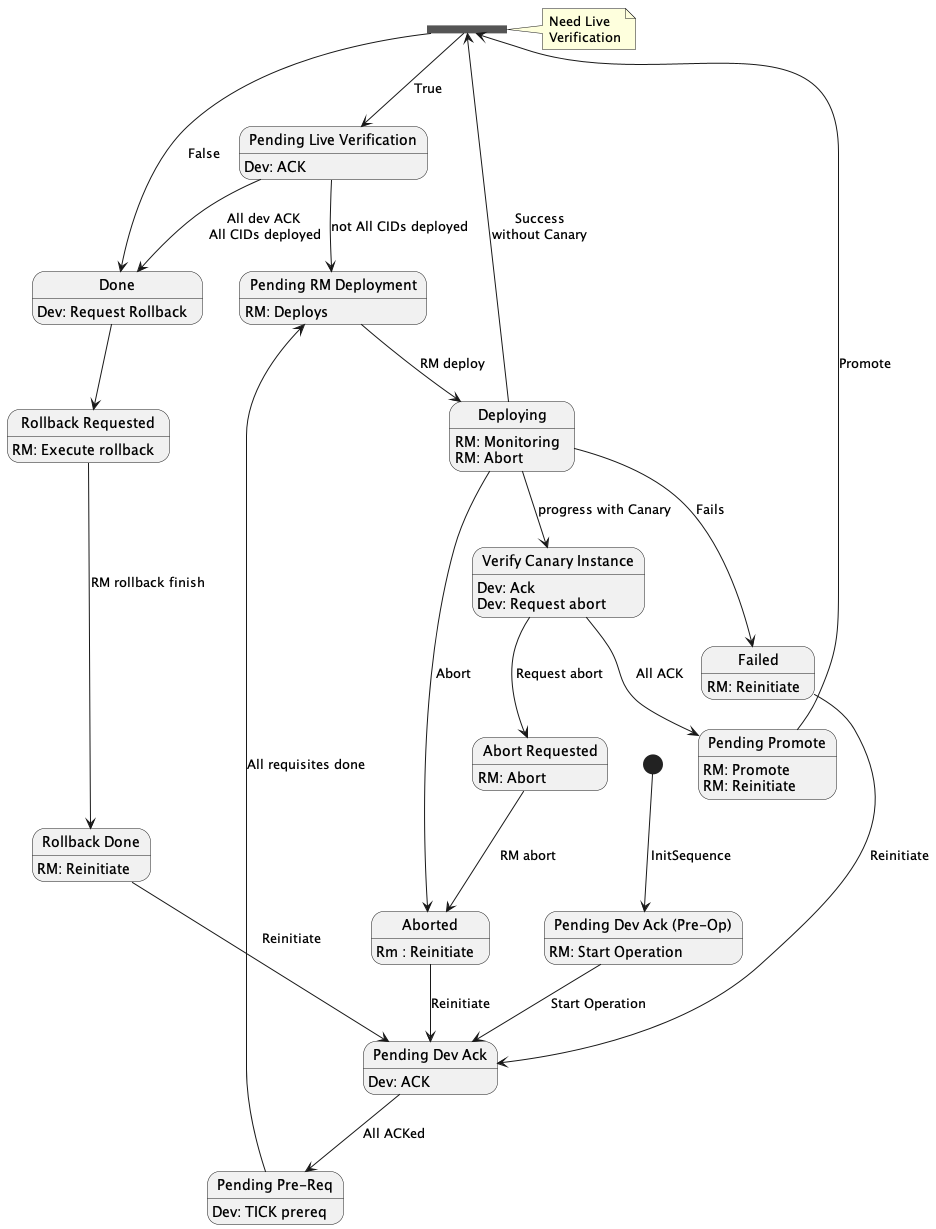 Need Live
Verification
True
Pending Live Verification
Dev: ACK
False
All dev ACK
All CIDs deployed
not All CIDs deployed
Success
without Canary
Done
Dev: Request Rollback
Pending RM Deployment
RM: Deploys
RM deploy
Promote
Rollback Requested
RM: Execute rollback
Deploying
RM: Monitoring
RM: Abort
progress with Canary
Fails
Verify Canary Instance
Dev: Ack
Dev: Request abort
RM rollback finish
Abort
Request abort
All ACK
Failed
RM: Reinitiate
Abort Requested
RM: Abort
Pending Promote
RM: Promote
RM: Reinitiate
All requisites done
Rollback Done
RM: Reinitiate
RM abort
InitSequence
Reinitiate
Reinitiate
Aborted
Rm : Reinitiate
Pending Dev Ack (Pre-Op)
RM: Start Operation
Reinitiate
Start Operation
Pending Dev Ack
Dev: ACK
All ACKed
Pending Pre-Req
Dev: TICK prereq